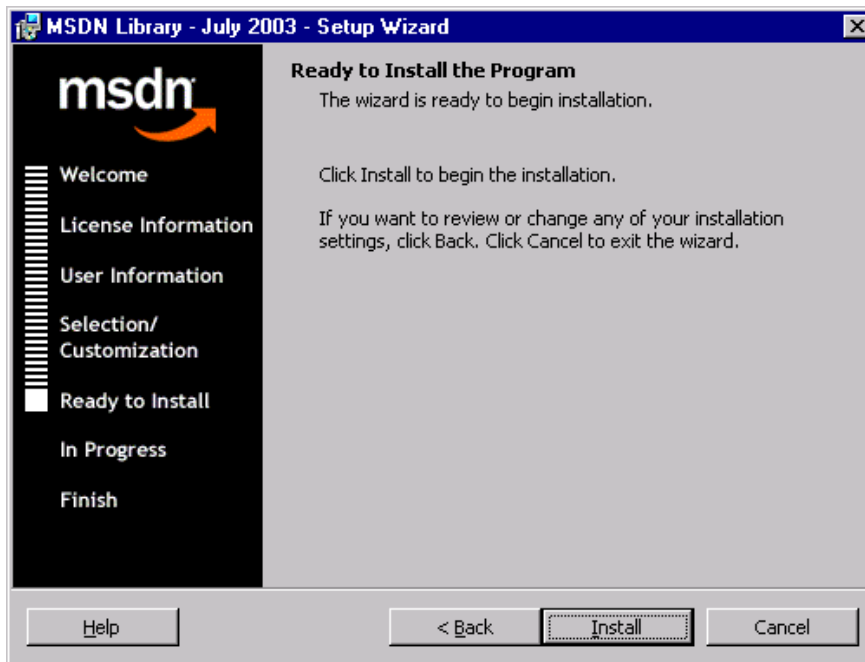 MSDN Library - July 2003 - Setup Wizard
msdn
Welcome
License Information
User Information
Selection/
Customization
Ready to Install
In Progress
Finish
Ready to Install the Program
The wizard is ready to begin installation.
Click Install to begin the installation.
If you want to review or change any of your installation
settings, click Back. Click Cancel to exit the wizard.
Help
< Back
Install
Cancel